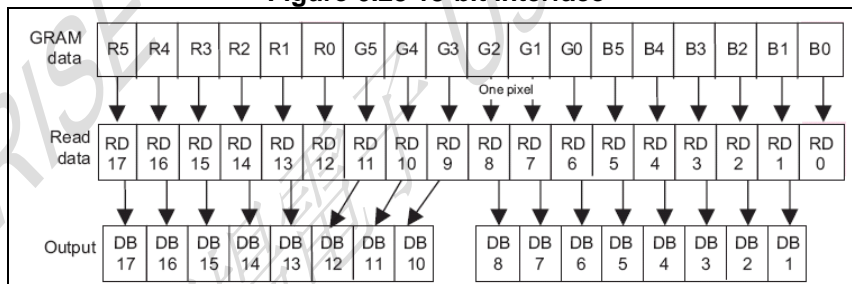 Figure 5.25 16-bit Interface
GRAM data R5 R4 R3 R2 R1 R0 G5 G4 G3 G2 G1 G0 B5 B4 B3 B2 B1 B0
One pixel
Read data RD 17 RD 16 RD 15 RD 14 RD 13 RD 12 RD 11 RD 10 RD 9 RD 8 RD 7 RD 6 RD 5 RD 4 RD 3 RD 2 RD 1 RD 0
Output DB 17 DB 16 DB 15 DB 14 DB 13 DB 12 DB 11 DB 10 DB 8 DB 7 DB 6 DB 5 DB 4 DB 3 DB 2 DB 1